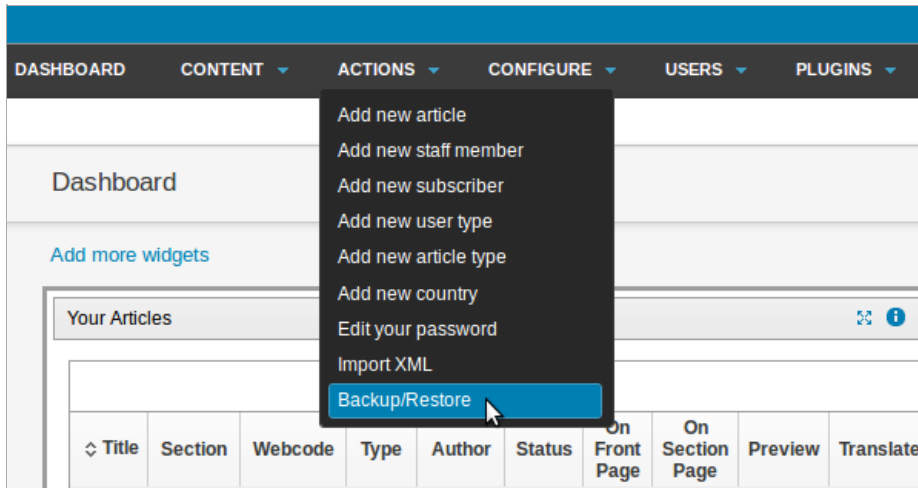 DASHBOARD CONTENT ACTIONS CONFIGURE USERS PLUGINS
Add new article
Add new staff member
Add new subscriber
Add new user type
Add new article type
Add new country
Edit your password
Import XML
Backup/Restore
Dashboard
Add more widgets
Your Articles
Title Section Webcode Type Author Status On Front Page On Section Page Preview Translate